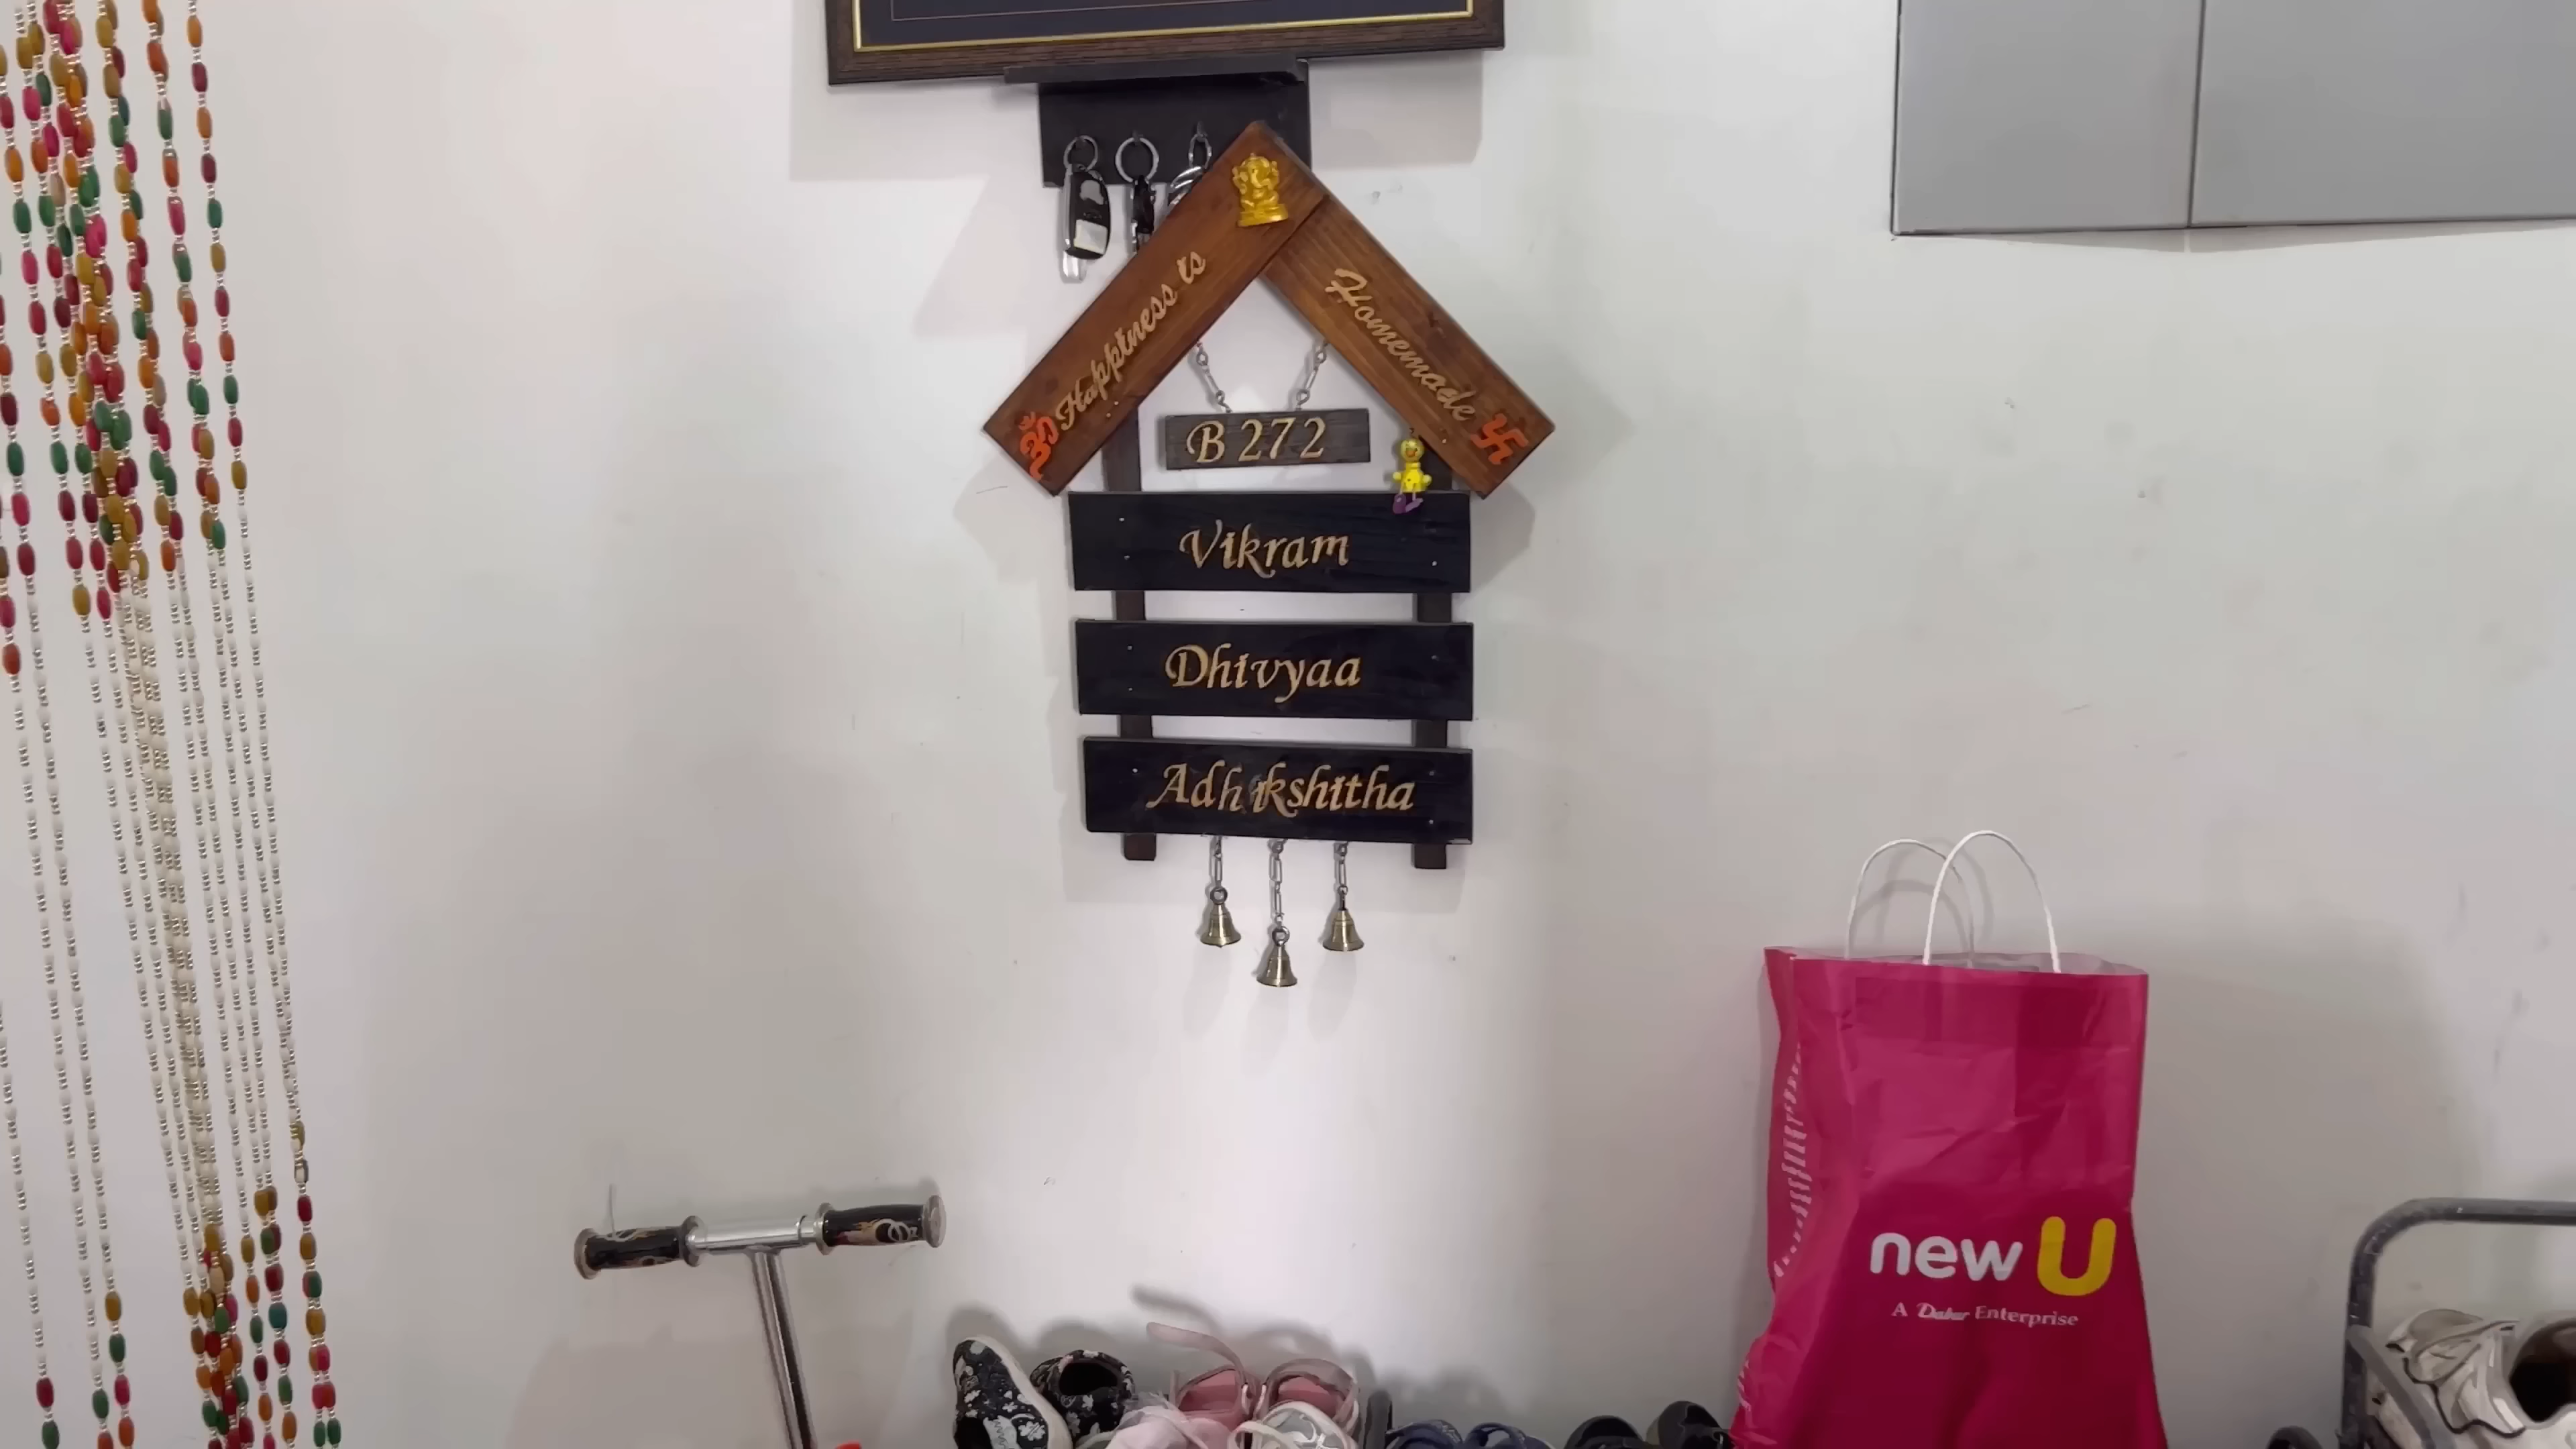 Happiness is
Homemade
ॐ
B 272
Vikram
Dhivyaa
Adhikshitha
new U
A Dabur Enterprise